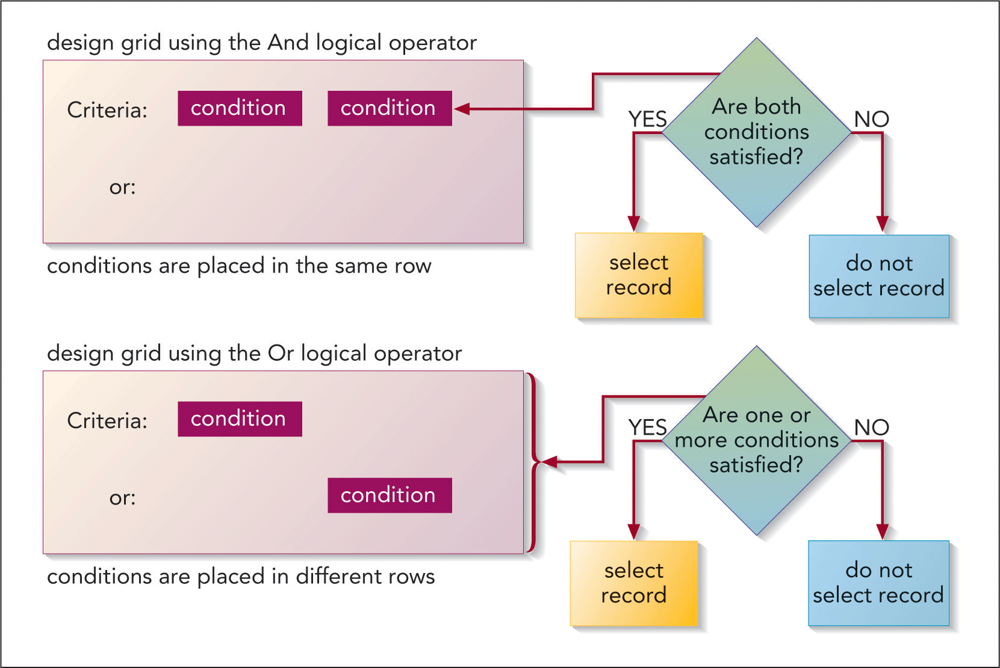 design grid using the And logical operator
Criteria: condition condition
or:
conditions are placed in the same row
Are both
conditions
satisfied?
YES
NO
select
record
do not
select record
design grid using the Or logical operator
Criteria: condition
or: condition
conditions are placed in different rows
Are one or
more conditions
satisfied?
YES
NO
select
record
do not
select record